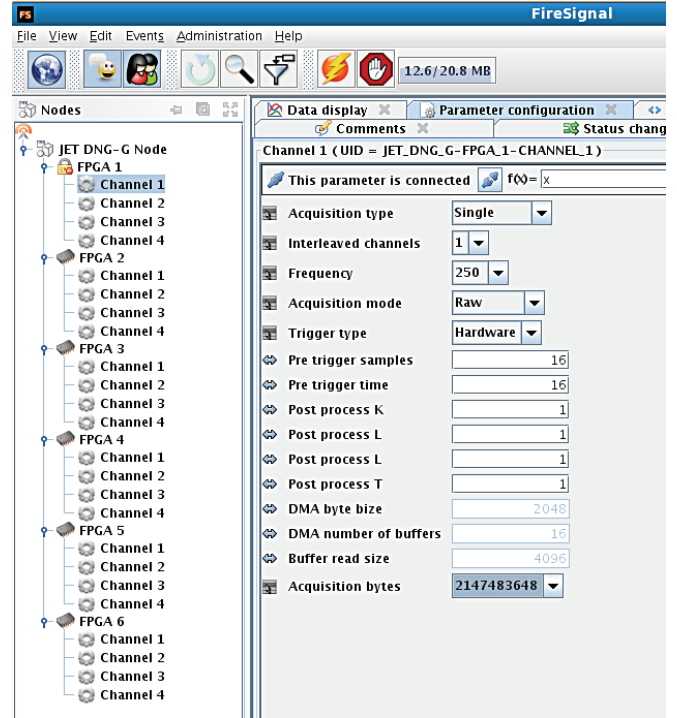 FS FireSignal
File View Edit Events Administration Help
12.6/20.8 MB
Nodes
JET DNG-G Node
FPGA 1
Channel 1
Channel 2
Channel 3
Channel 4
FPGA 2
Channel 1
Channel 2
Channel 3
Channel 4
FPGA 3
Channel 1
Channel 2
Channel 3
Channel 4
FPGA 4
Channel 1
Channel 2
Channel 3
Channel 4
FPGA 5
Channel 1
Channel 2
Channel 3
Channel 4
FPGA 6
Channel 1
Channel 2
Channel 3
Channel 4
Data display Parameter configuration
Comments Status chang
Channel 1 (UID = JET_DNG_G-FPGA_1-CHANNEL_1)
This parameter is connected f(x)= x
Acquisition type Single
Interleaved channels 1
Frequency 250
Acquisition mode Raw
Trigger type Hardware
Pre trigger samples 16
Pre trigger time 16
Post process K 1
Post process L 1
Post process L 1
Post process T 1
DMA byte bize 2048
DMA number of buffers 16
Buffer read size 4096
Acquisition bytes 2147483648